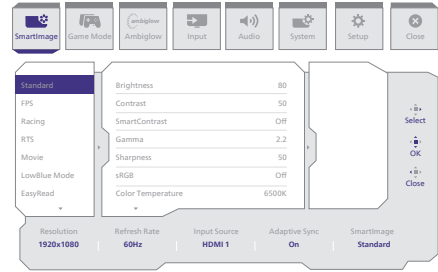 ambiglow
SmartImage Game Mode Ambiglow Input Audio System Setup Close
Standard Brightness 80
FPS Contrast 50
Racing SmartContrast Off
RTS Gamma 2.2
Movie Sharpness 50
LowBlue Mode sRGB Off
EasyRead Color Temperature 6500K
Select
OK
Close
Resolution Refresh Rate Input Source Adaptive Sync SmartImage
1920x1080 60Hz HDMI 1 On Standard